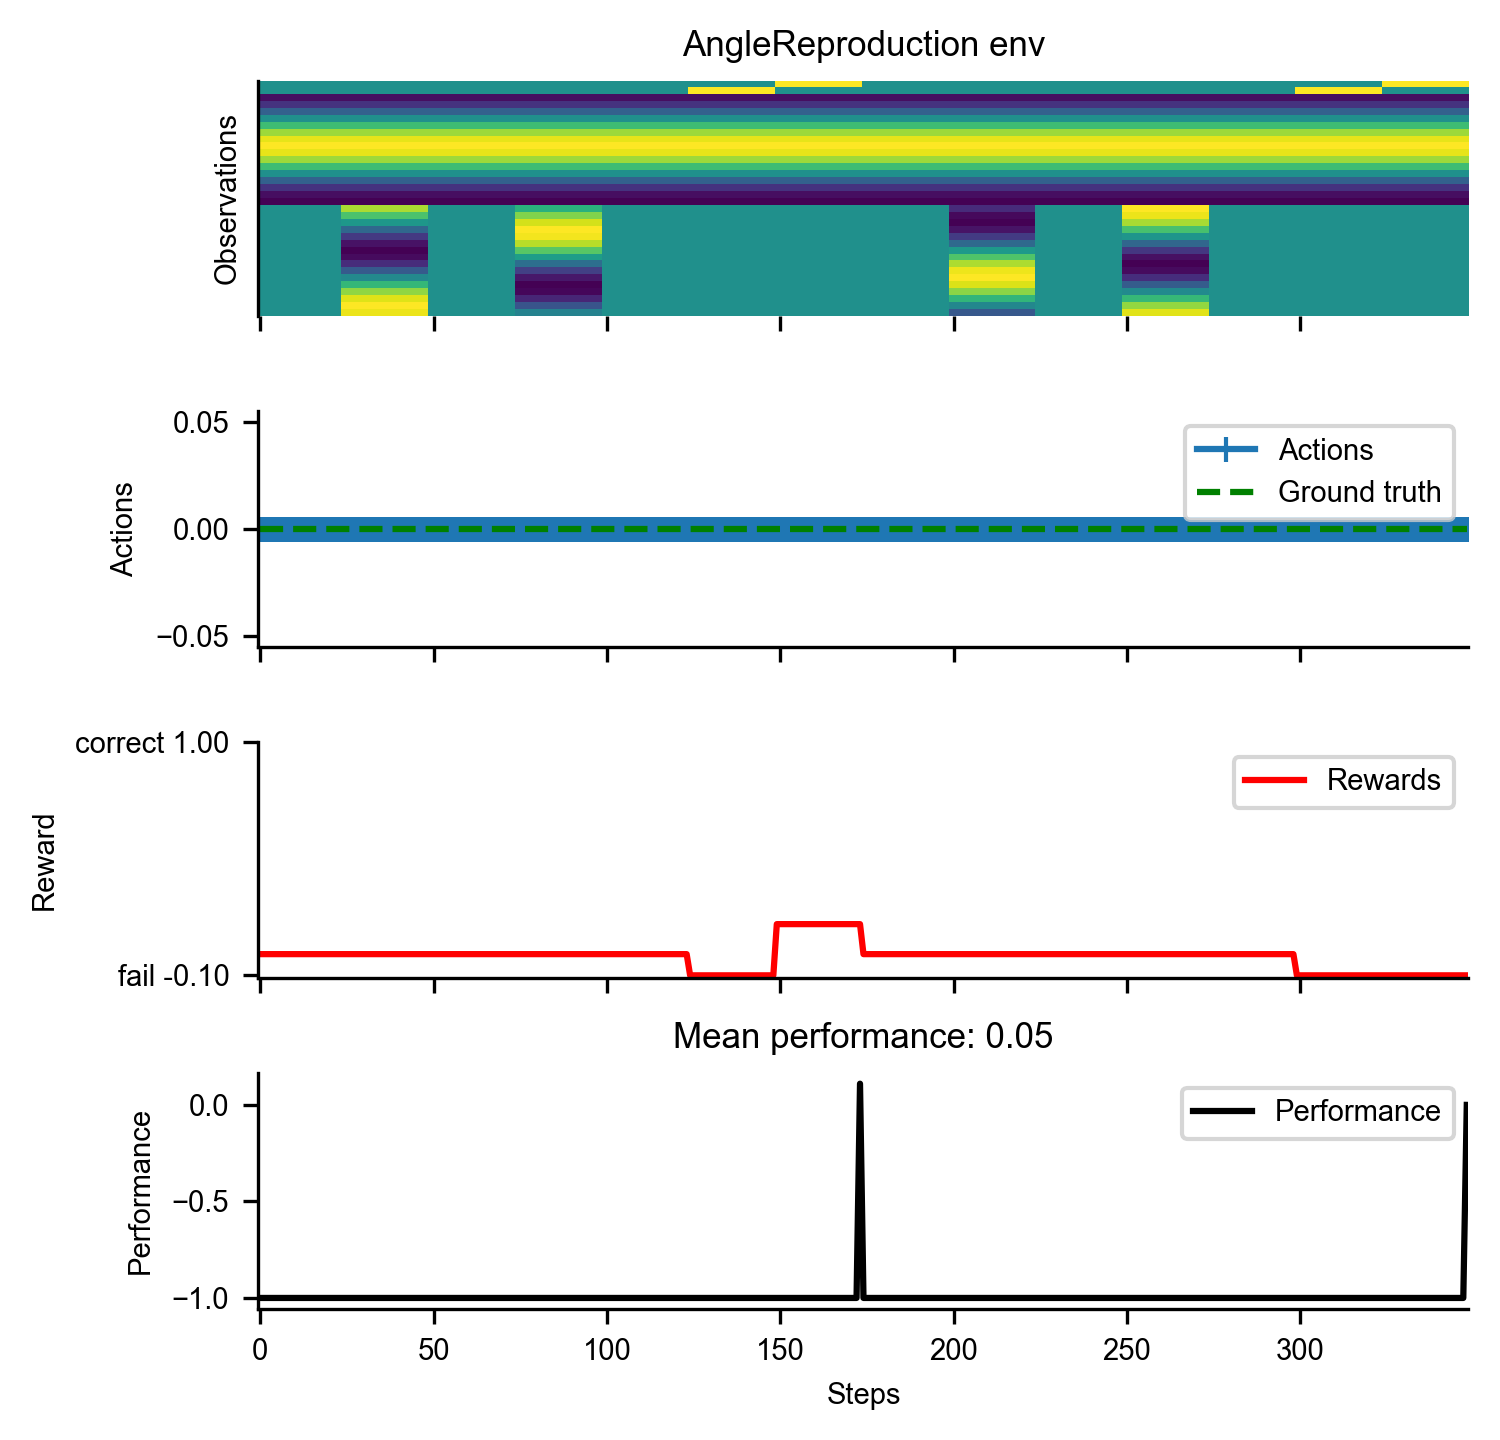 AngleReproduction env
Observations
0.05
0.00
−0.05
Actions
Actions
Ground truth
correct 1.00
fail -0.10
Reward
Rewards
Mean performance: 0.05
0.0
−0.5
−1.0
Performance
Performance
0 50 100 150 200 250 300
Steps